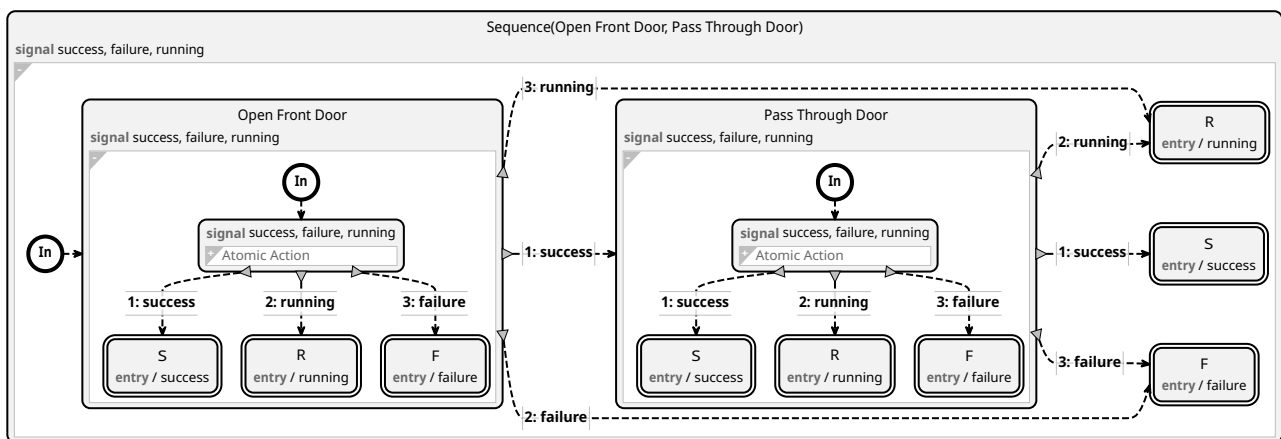 Sequence(Open Front Door, Pass Through Door)
signal success, failure, running
-
3: running
Open Front Door
signal success, failure, running
-
In
In
signal success, failure, running
+ Atomic Action
1: success
2: running
3: failure
S
entry / success
R
entry / running
F
entry / failure
1: success
2: failure
Pass Through Door
signal success, failure, running
-
In
signal success, failure, running
+ Atomic Action
1: success
2: running
3: failure
S
entry / success
R
entry / running
F
entry / failure
2: running
1: success
3: failure
R
entry / running
S
entry / success
F
entry / failure